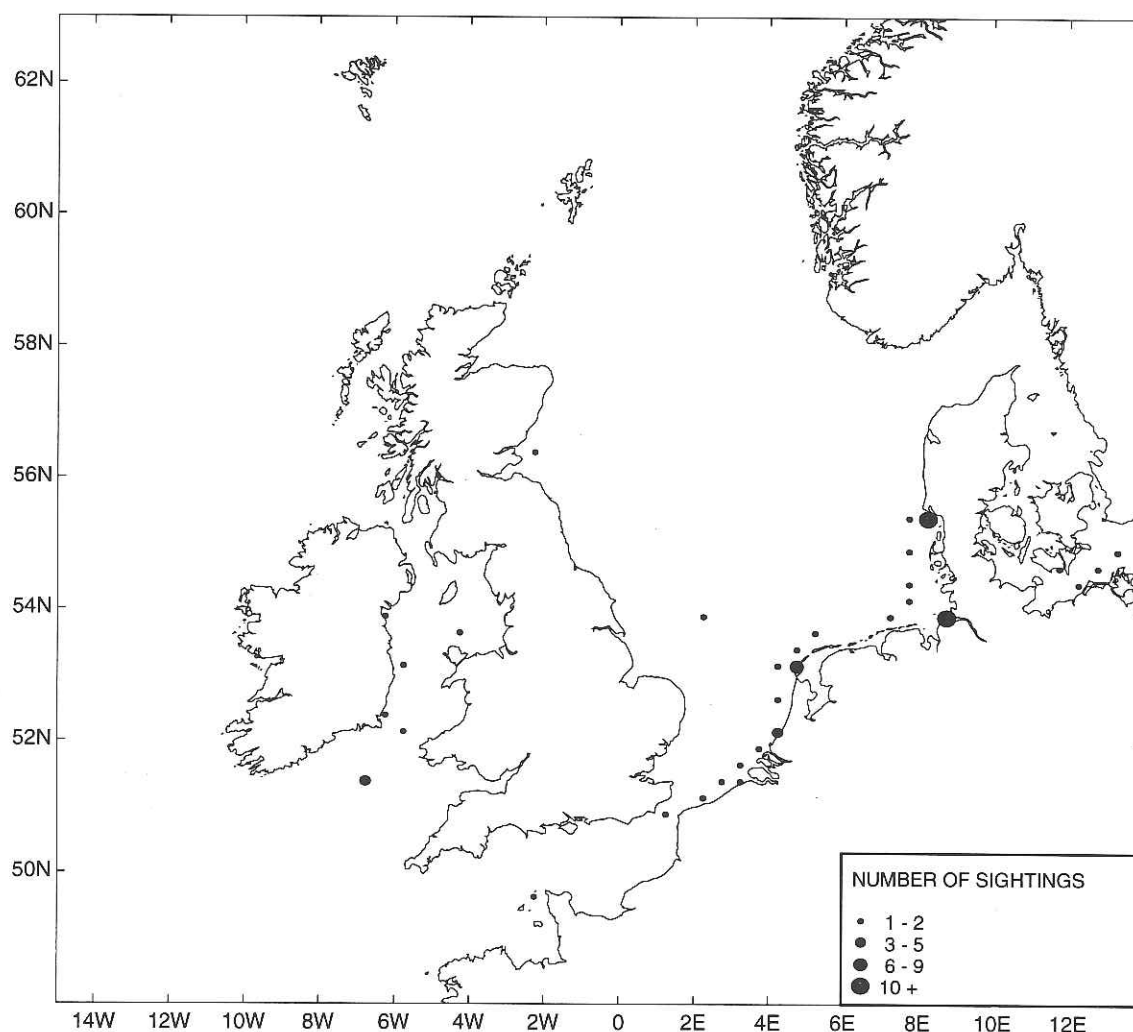 62N
60N
58N
56N
54N
52N
50N
NUMBER OF SIGHTINGS
1 - 2
3 - 5
6 - 9
10 +
14W 12W 10W 8W 6W 4W 2W 0 2E 4E 6E 8E 10E 12E